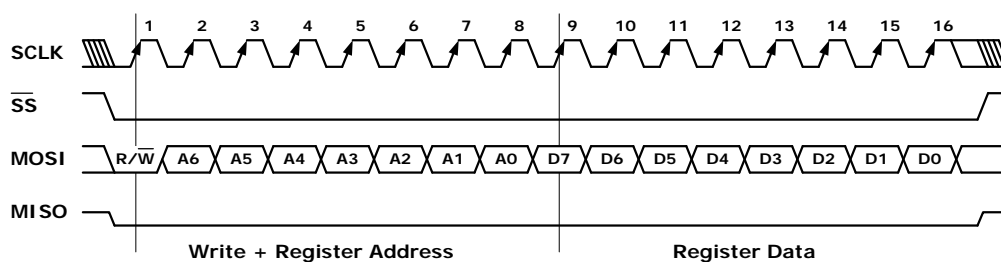 1 2 3 4 5 6 7 8 9 10 11 12 13 14 15 16
SCLK
S̅S̅
MOSI R/W̅ A6 A5 A4 A3 A2 A1 A0 D7 D6 D5 D4 D3 D2 D1 D0
MISO
Write + Register Address Register Data